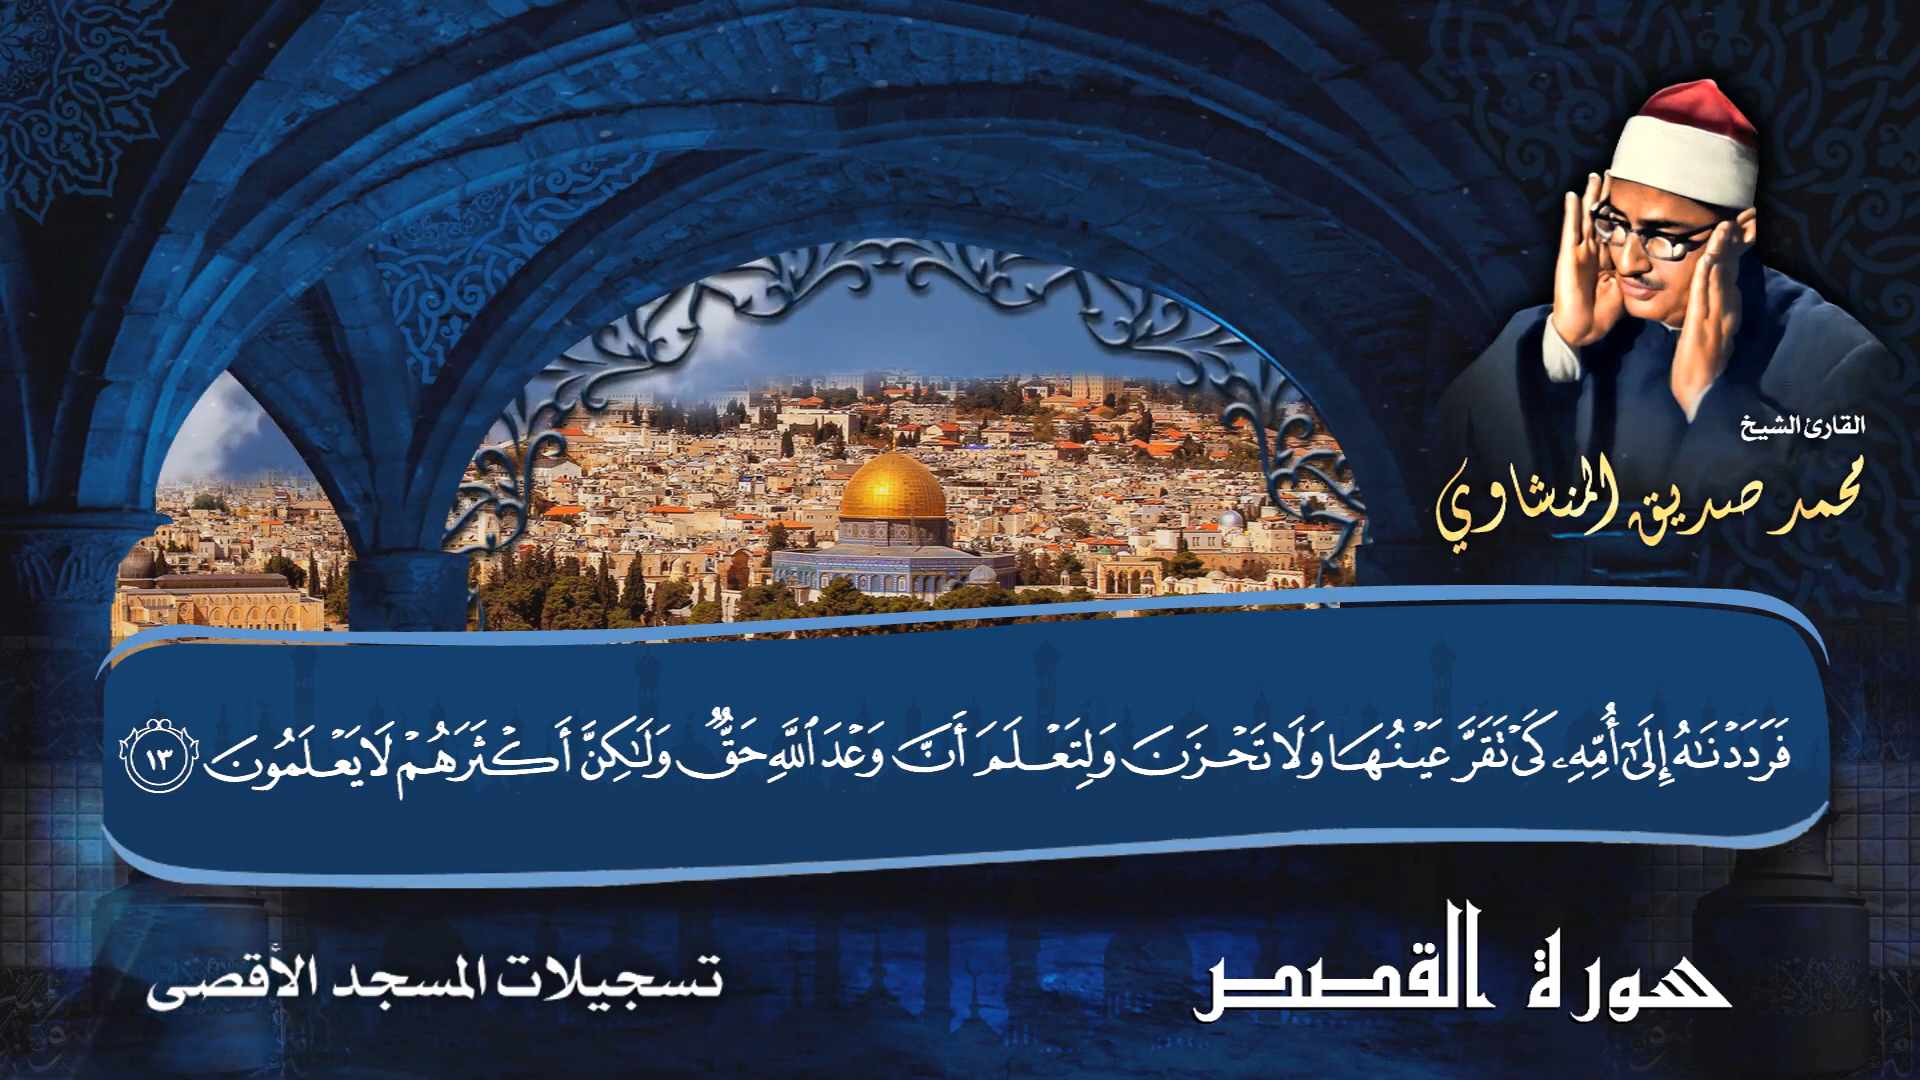 القارئ الشيخ
محمد صديق المنشاوي
فَرَدَدْنَٰهُ إِلَىٰٓ أُمِّهِۦ كَىْ تَقَرَّ عَيْنُهَا وَلَا تَحْزَنَ وَلِتَعْلَمَ أَنَّ وَعْدَ ٱللَّهِ حَقٌّ وَلَٰكِنَّ أَكْثَرَهُمْ لَا يَعْلَمُونَ ١٣
سورة القصص
تسجيلات المسجد الأقصى